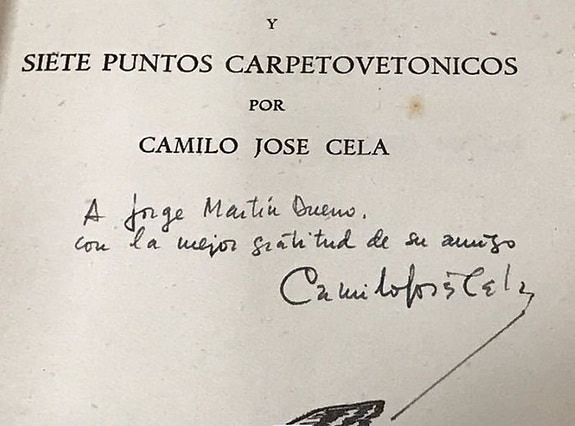 Y
SIETE PUNTOS CARPETOVETONICOS
POR
CAMILO JOSE CELA
A Jorge Martín Bueno,
con la mejor gratitud de su amigo
Camilo José Cela